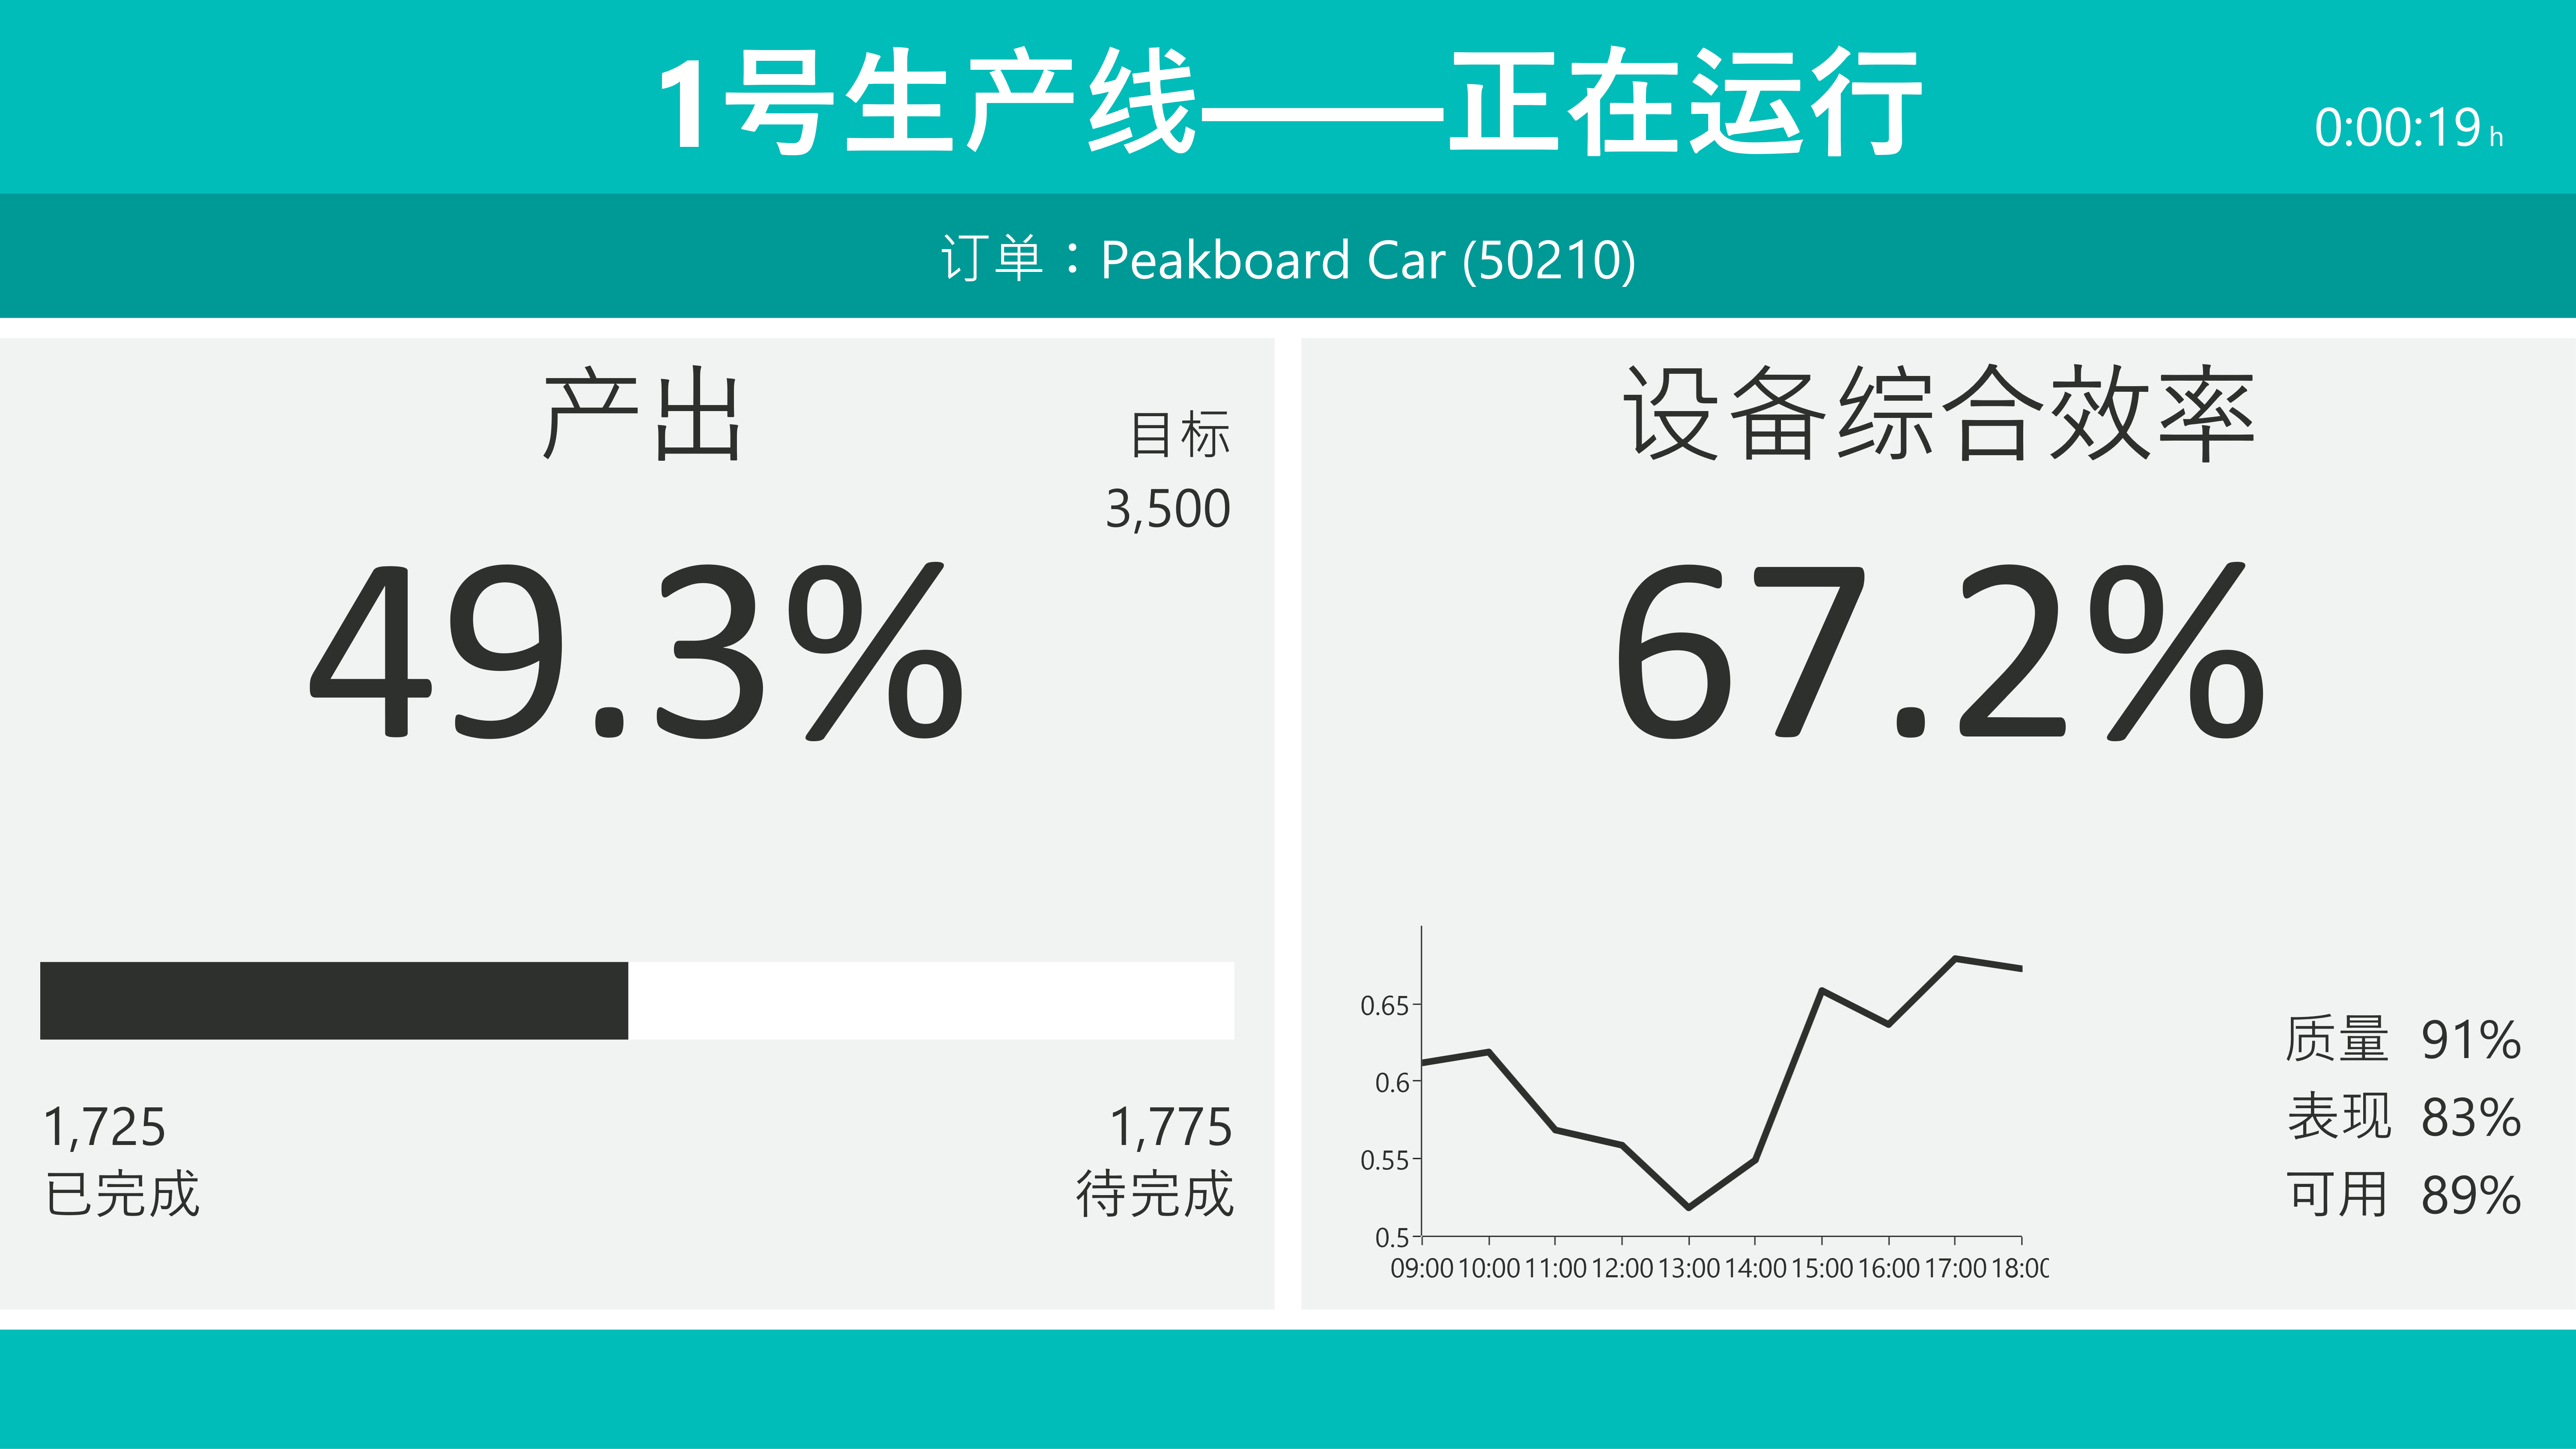 1号生产线——正在运行
0:00:19 h
订单：Peakboard Car (50210)
产出
目标
3,500
49.3%
1,725
已完成
1,775
待完成
设备综合效率
67.2%
0.65
0.6
0.55
0.5
09:00 10:00 11:00 12:00 13:00 14:00 15:00 16:00 17:00 18:00
质量 91%
表现 83%
可用 89%